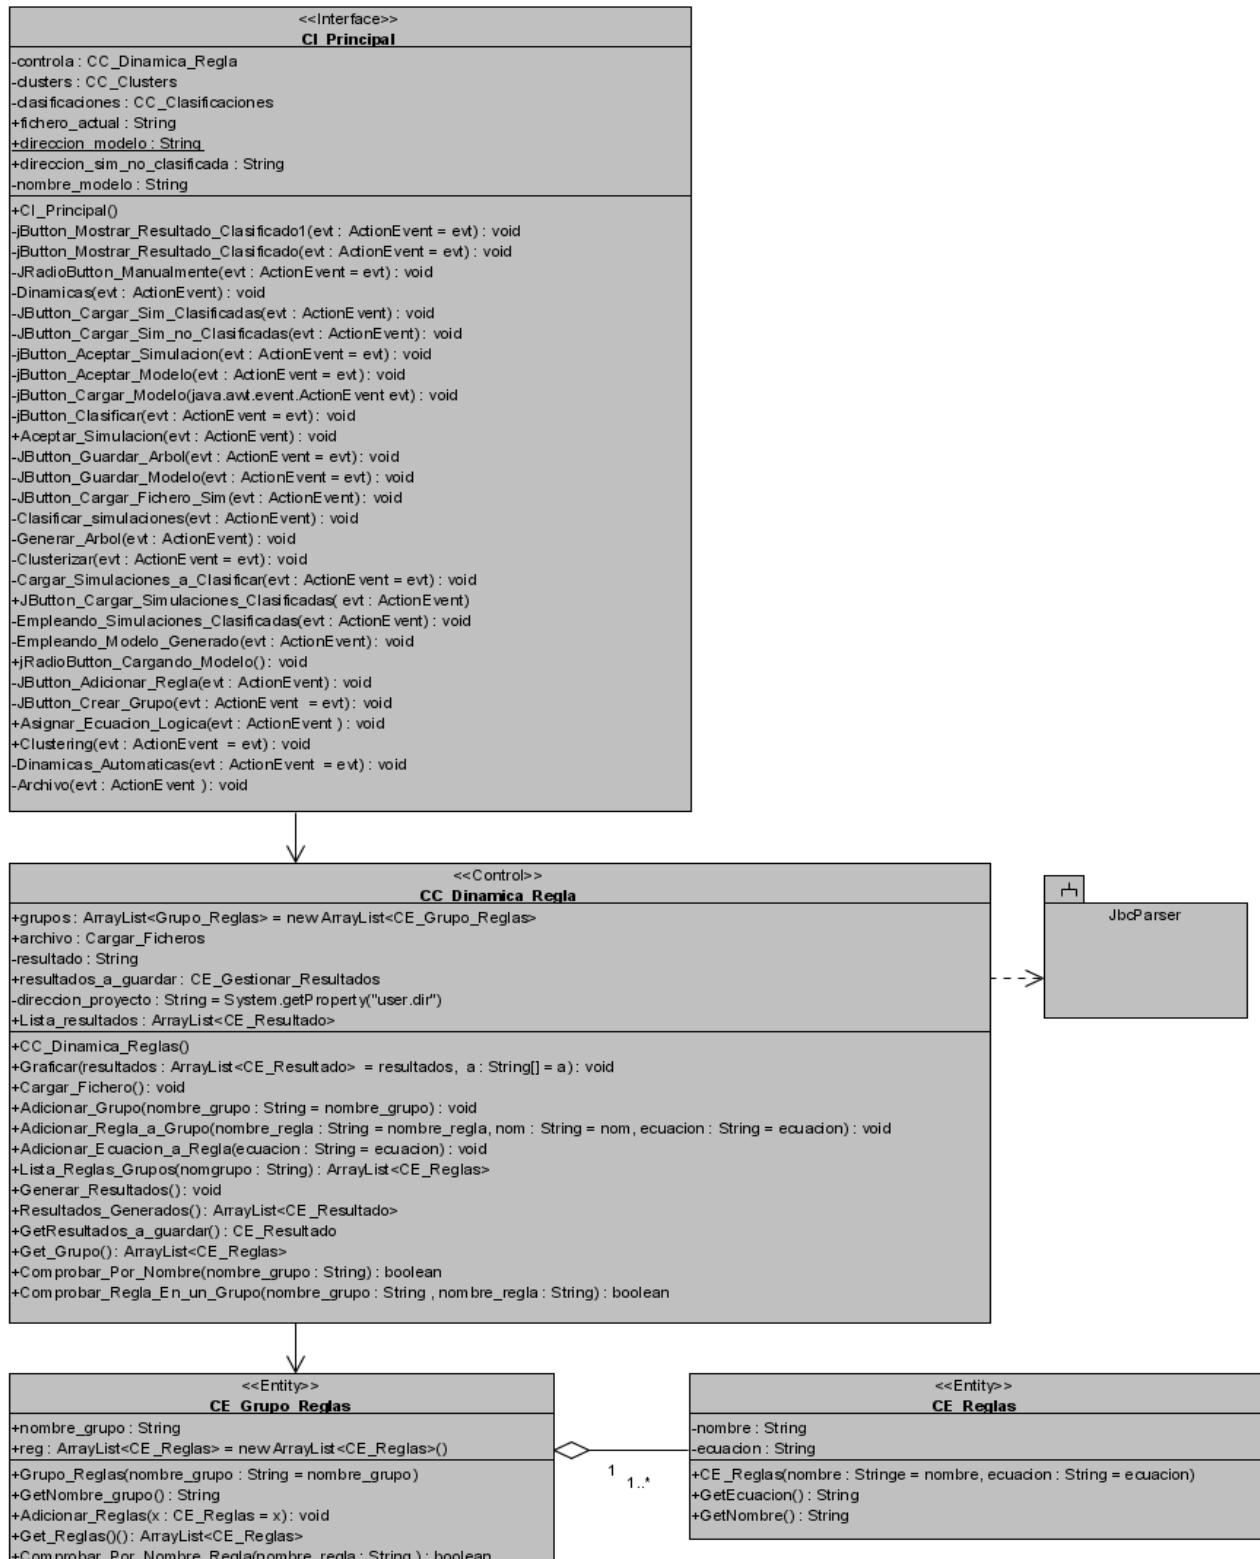 <<Interface>>
CI_Principal
-controla : CC_Dinamica_Regla
-clusters : CC_Clusters
-clasificaciones : CC_Clasificaciones
+fichero_actual : String
+direccion_modelo : String
+direccion_sim_no_clasificada : String
-nombre_modelo : String
+CI_Principal()
-jButton_Mostrar_Resultado_Clasificado1(evt : ActionEvent = evt) : void
-jButton_Mostrar_Resultado_Clasificado(evt : ActionEvent = evt) : void
-JRadioButton_Manualmente(evt : ActionEvent = evt) : void
-Dinamicas(evt : ActionEvent) : void
-JButton_Cargar_Sim_Clasificadas(evt : ActionEvent) : void
-JButton_Cargar_Sim_no_Clasificadas(evt : ActionEvent) : void
-jButton_Aceptar_Simulacion(evt : ActionEvent = evt) : void
-jButton_Aceptar_Modelo(evt : ActionEvent = evt) : void
-jButton_Cargar_Modelo(java.awt.event.ActionEvent evt) : void
-jButton_Clasificar(evt : ActionEvent = evt) : void
+Aceptar_Simulacion(evt : ActionEvent) : void
-JButton_Guardar_Arbol(evt : ActionEvent = evt) : void
-JButton_Guardar_Modelo(evt : ActionEvent = evt) : void
-JButton_Cargar_Fichero_Sim(evt : ActionEvent) : void
-Clasificar_simulaciones(evt : ActionEvent) : void
-Generar_Arbol(evt : ActionEvent) : void
-Clusterizar(evt : ActionEvent = evt) : void
-Cargar_Simulaciones_a_Clasificar(evt : ActionEvent = evt) : void
+JButton_Cargar_Simulaciones_Clasificadas( evt : ActionEvent)
-Empleando_Simulaciones_Clasificadas(evt : ActionEvent) : void
-Empleando_Modelo_Generado(evt : ActionEvent) : void
+jRadioButton_Cargando_Modelo() : void
-JButton_Adicionar_Regla(evt : ActionEvent) : void
-JButton_Crear_Grupo(evt : ActionEvent = evt) : void
+Asignar_Ecuacion_Logica(evt : ActionEvent ) : void
+Clustering(evt : ActionEvent = evt) : void
-Dinamicas_Automaticas(evt : ActionEvent = evt) : void
-Archivo(evt : ActionEvent ) : void
<<Control>>
CC_Dinamica_Regla
+grupos : ArrayList<Grupo_Reglas> = new ArrayList<CE_Grupo_Reglas>
+archivo : Cargar_Ficheros
-resultado : String
+resultados_a_guardar : CE_Gestionar_Resultados
-direccion_proyecto : String = System.getProperty("user.dir")
+Lista_resultados : ArrayList<CE_Resultado>
+CC_Dinamica_Reglas()
+Graficar(resultados : ArrayList<CE_Resultado> = resultados, a : String[] = a) : void
+Cargar_Fichero() : void
+Adicionar_Grupo(nombre_grupo : String = nombre_grupo) : void
+Adicionar_Regla_a_Grupo(nombre_regla : String = nombre_regla, nom : String = nom, ecuacion : String = ecuacion) : void
+Adicionar_Ecuacion_a_Regla(ecuacion : String = ecuacion) : void
+Lista_Reglas_Grupos(nomgrupo : String) : ArrayList<CE_Reglas>
+Generar_Resultados() : void
+Resultados_Generados() : ArrayList<CE_Resultado>
+GetResultados_a_guardar() : CE_Resultado
+Get_Grupo() : ArrayList<CE_Reglas>
+Comprobar_Por_Nombre(nombre_grupo : String) : boolean
+Comprobar_Regla_En_un_Grupo(nombre_grupo : String , nombre_regla : String) : boolean
JbcParser
<<Entity>>
CE_Grupo_Reglas
+nombre_grupo : String
+reg : ArrayList<CE_Reglas> = new ArrayList<CE_Reglas>()
+Grupo_Reglas(nombre_grupo : String = nombre_grupo)
+GetNombre_grupo() : String
+Adicionar_Reglas(x : CE_Reglas = x) : void
+Get_Reglas()() : ArrayList<CE_Reglas>
+Comprobar_Por_Nombre_Regla(nombre_regla : String ) : boolean
1
1..*
<<Entity>>
CE_Reglas
-nombre : String
-ecuacion : String
+CE_Reglas(nombre : Stringe = nombre, ecuacion : String = ecuacion)
+GetEcuacion() : String
+GetNombre() : String